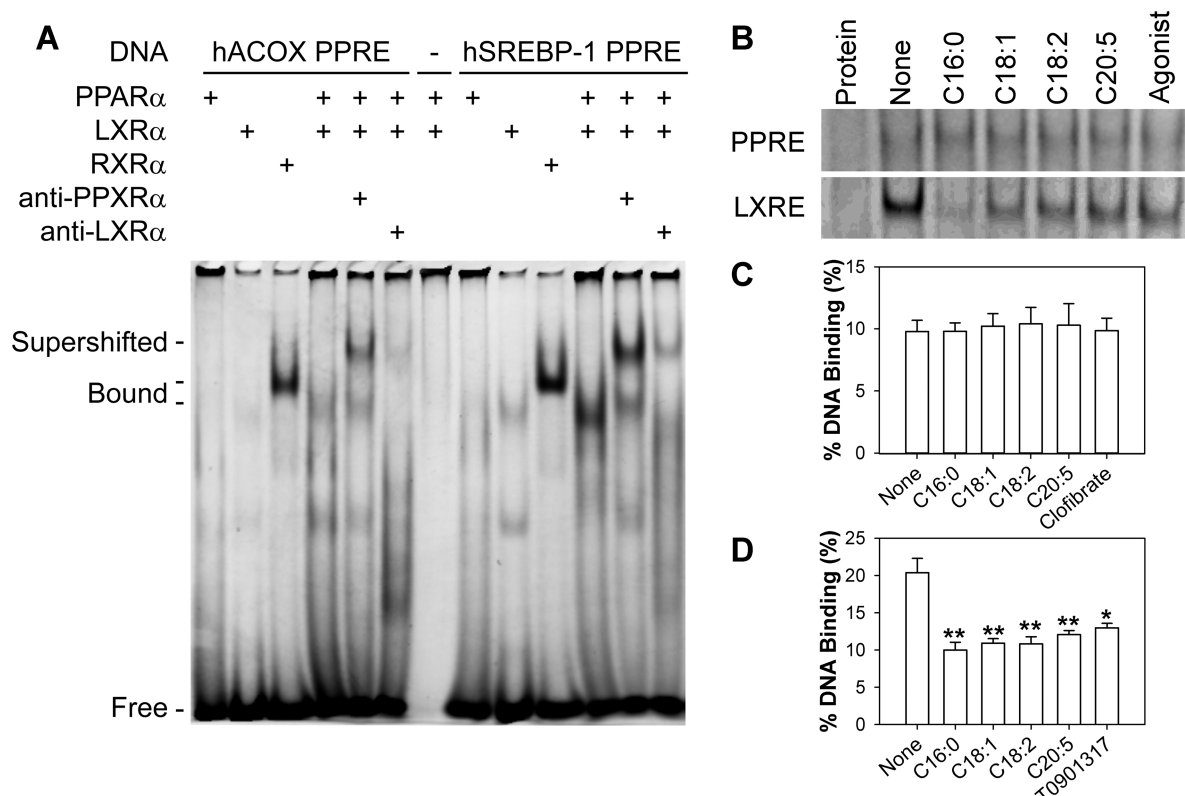 A
DNA hACOX PPRE - hSREBP-1 PPRE
PPARα + + + + + + + + +
LXRα + + + + + + + + +
RXRα + +
anti-PPXRα + +
anti-LXRα + +
Supershifted -
Bound
Free -
B
Protein None C16:0 C18:1 C18:2 C20:5 Agonist
PPRE
LXRE
C
% DNA Binding (%)
15
10
5
0
None C16:0 C18:1 C18:2 C20:5 Clofibrate
D
% DNA Binding (%)
25
20
15
10
5
0
** ** ** ** *
None C16:0 C18:1 C18:2 C20:5 T0901317